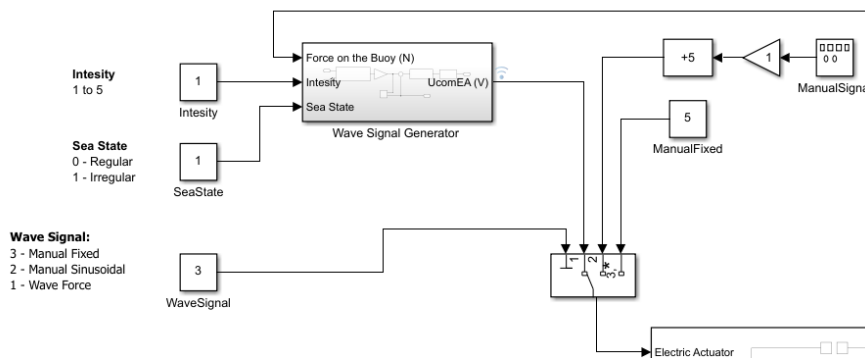 Force on the Buoy (N)
Intesity
Sea State
UcomEA (V)
Wave Signal Generator
Intesity
1 to 5
1
Intesity
Sea State
0 - Regular
1 - Irregular
1
SeaState
+5
1
0 0
ManualSigna
5
ManualFixed
Wave Signal:
3 - Manual Fixed
2 - Manual Sinusoidal
1 - Wave Force
3
WaveSignal
1
2
*, 3
Electric Actuator